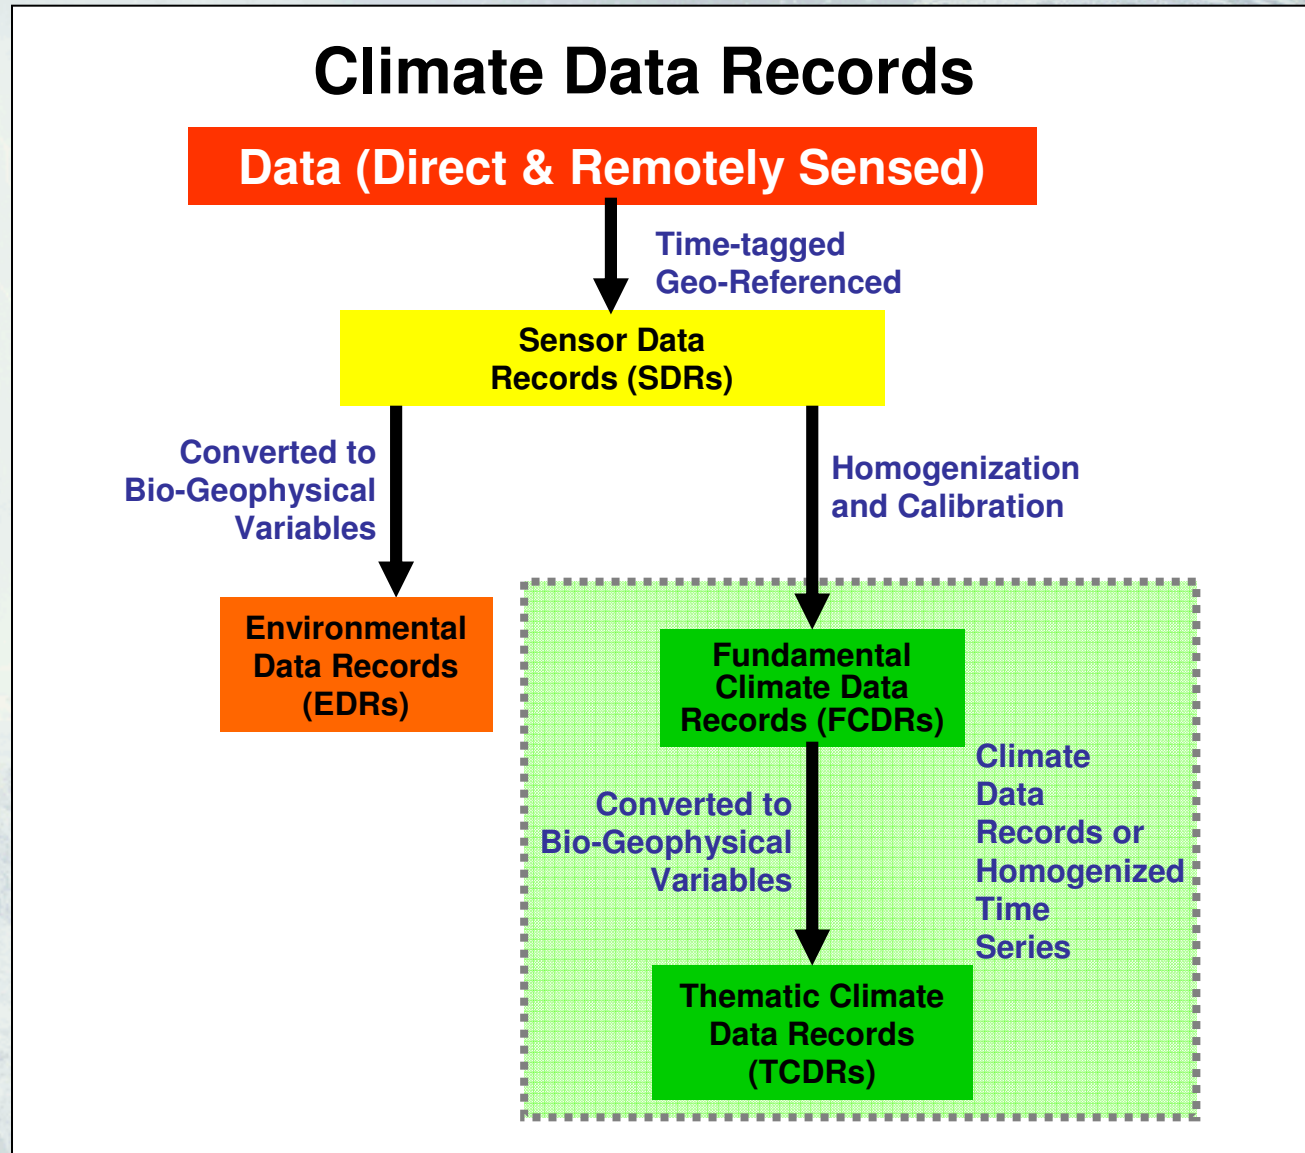 Climate Data Records
Data (Direct & Remotely Sensed)
Time-tagged
Geo-Referenced
Sensor Data
Records (SDRs)
Converted to
Bio-Geophysical
Variables
Homogenization
and Calibration
Environmental
Data Records
(EDRs)
Fundamental
Climate Data
Records (FCDRs)
Converted to
Bio-Geophysical
Variables
Climate
Data
Records or
Homogenized
Time
Series
Thematic Climate
Data Records
(TCDRs)